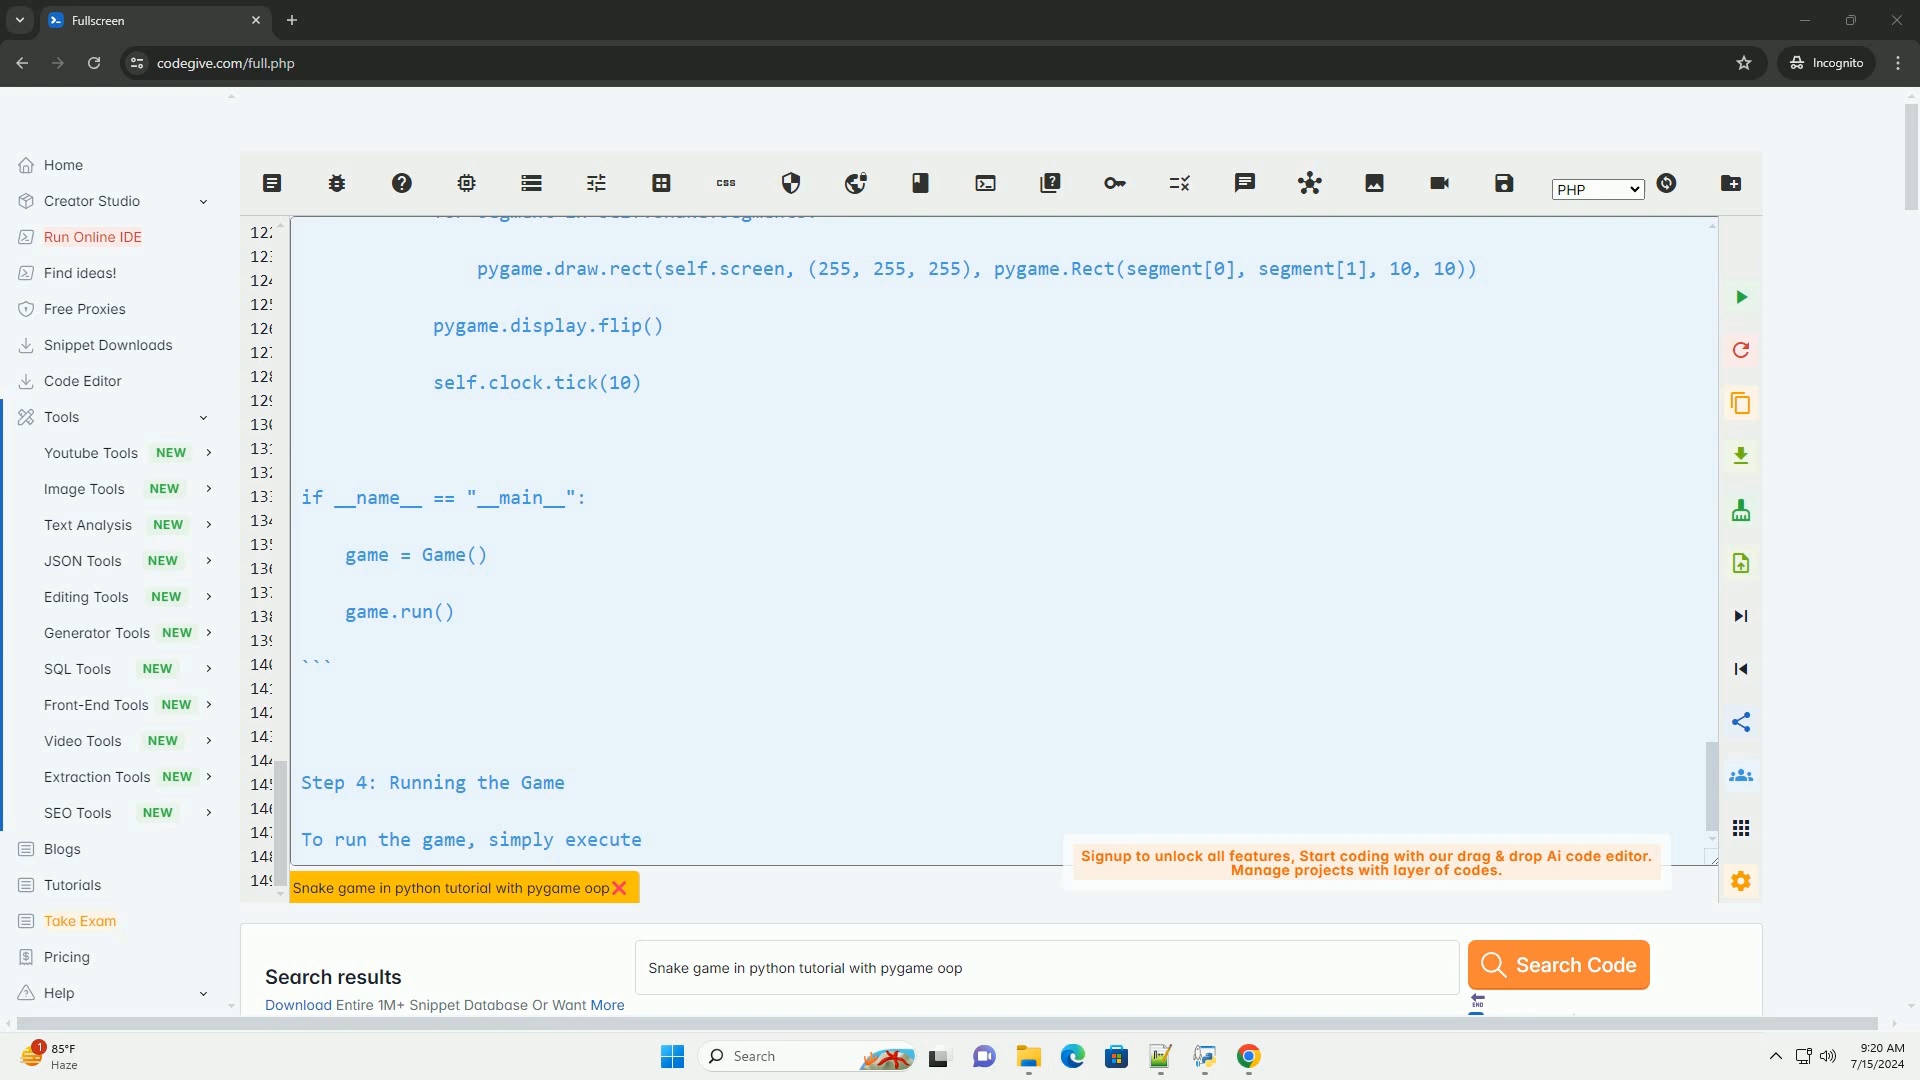 Fullscreen
codegive.com/full.php
Incognito
Home
Creator Studio
Run Online IDE
Find ideas!
Free Proxies
Snippet Downloads
Code Editor
Tools
Youtube Tools NEW
Image Tools NEW
Text Analysis NEW
JSON Tools NEW
Editing Tools NEW
Generator Tools NEW
SQL Tools NEW
Front-End Tools NEW
Video Tools NEW
Extraction Tools NEW
SEO Tools NEW
Blogs
Tutorials
Take Exam
Pricing
Help
css
PHP
pygame.draw.rect(self.screen, (255, 255, 255), pygame.Rect(segment[0], segment[1], 10, 10))
pygame.display.flip()
self.clock.tick(10)
if __name__ == "__main__":
game = Game()
game.run()
```
Step 4: Running the Game
To run the game, simply execute
Signup to unlock all features, Start coding with our drag & drop Ai code editor.
Manage projects with layer of codes.
Snake game in python tutorial with pygame oop
Search results
Download Entire 1M+ Snippet Database Or Want More
Snake game in python tutorial with pygame oop
Search Code
END
1
85°F
Haze
Search
9:20 AM
7/15/2024